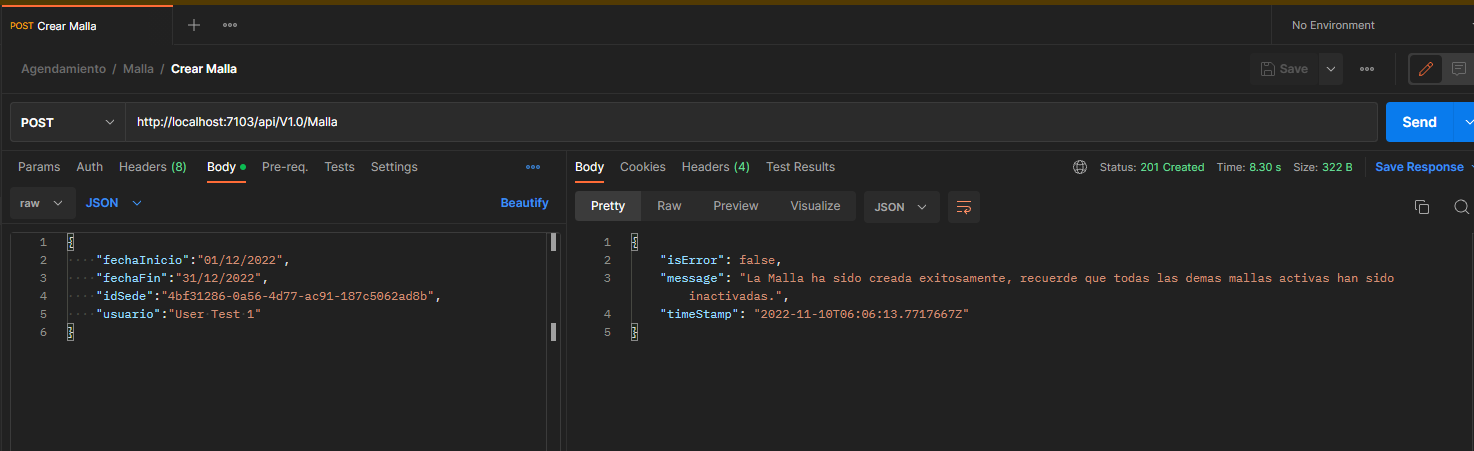 POST Crear Malla
No Environment
Agendamiento / Malla / Crear Malla
Save
POST http://localhost:7103/api/V1.0/Malla Send
Params Auth Headers (8) Body Pre-req. Tests Settings
raw JSON Beautify
1 {
2 "fechaInicio":"01/12/2022",
3 "fechaFin":"31/12/2022",
4 "idSede":"4bf31286-0a56-4d77-ac91-187c5062ad8b",
5 "usuario":"User Test 1"
6 }
Body Cookies Headers (4) Test Results Status: 201 Created Time: 8.30 s Size: 322 B Save Response
Pretty Raw Preview Visualize JSON
1 {
2 "isError": false,
3 "message": "La Malla ha sido creada exitosamente, recuerde que todas las demas mallas activas han sido
inactivadas.",
4 "timeStamp": "2022-11-10T06:06:13.7717667Z"
5 }